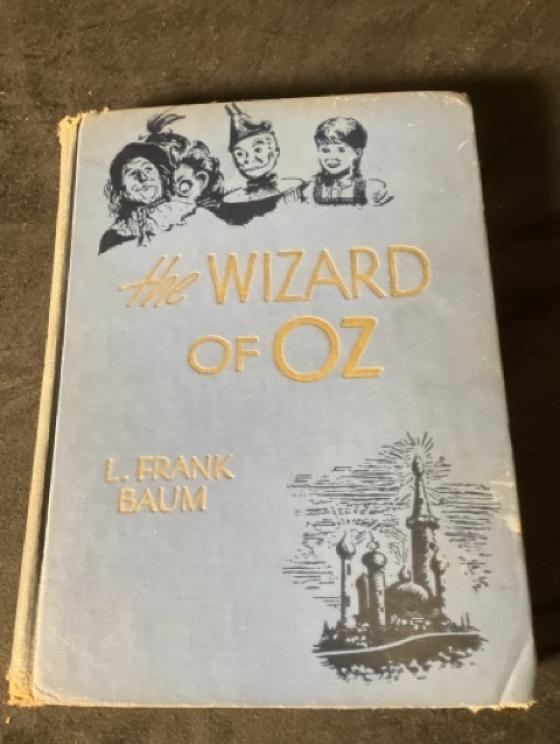 the WIZARD
OF OZ
L. FRANK
BAUM